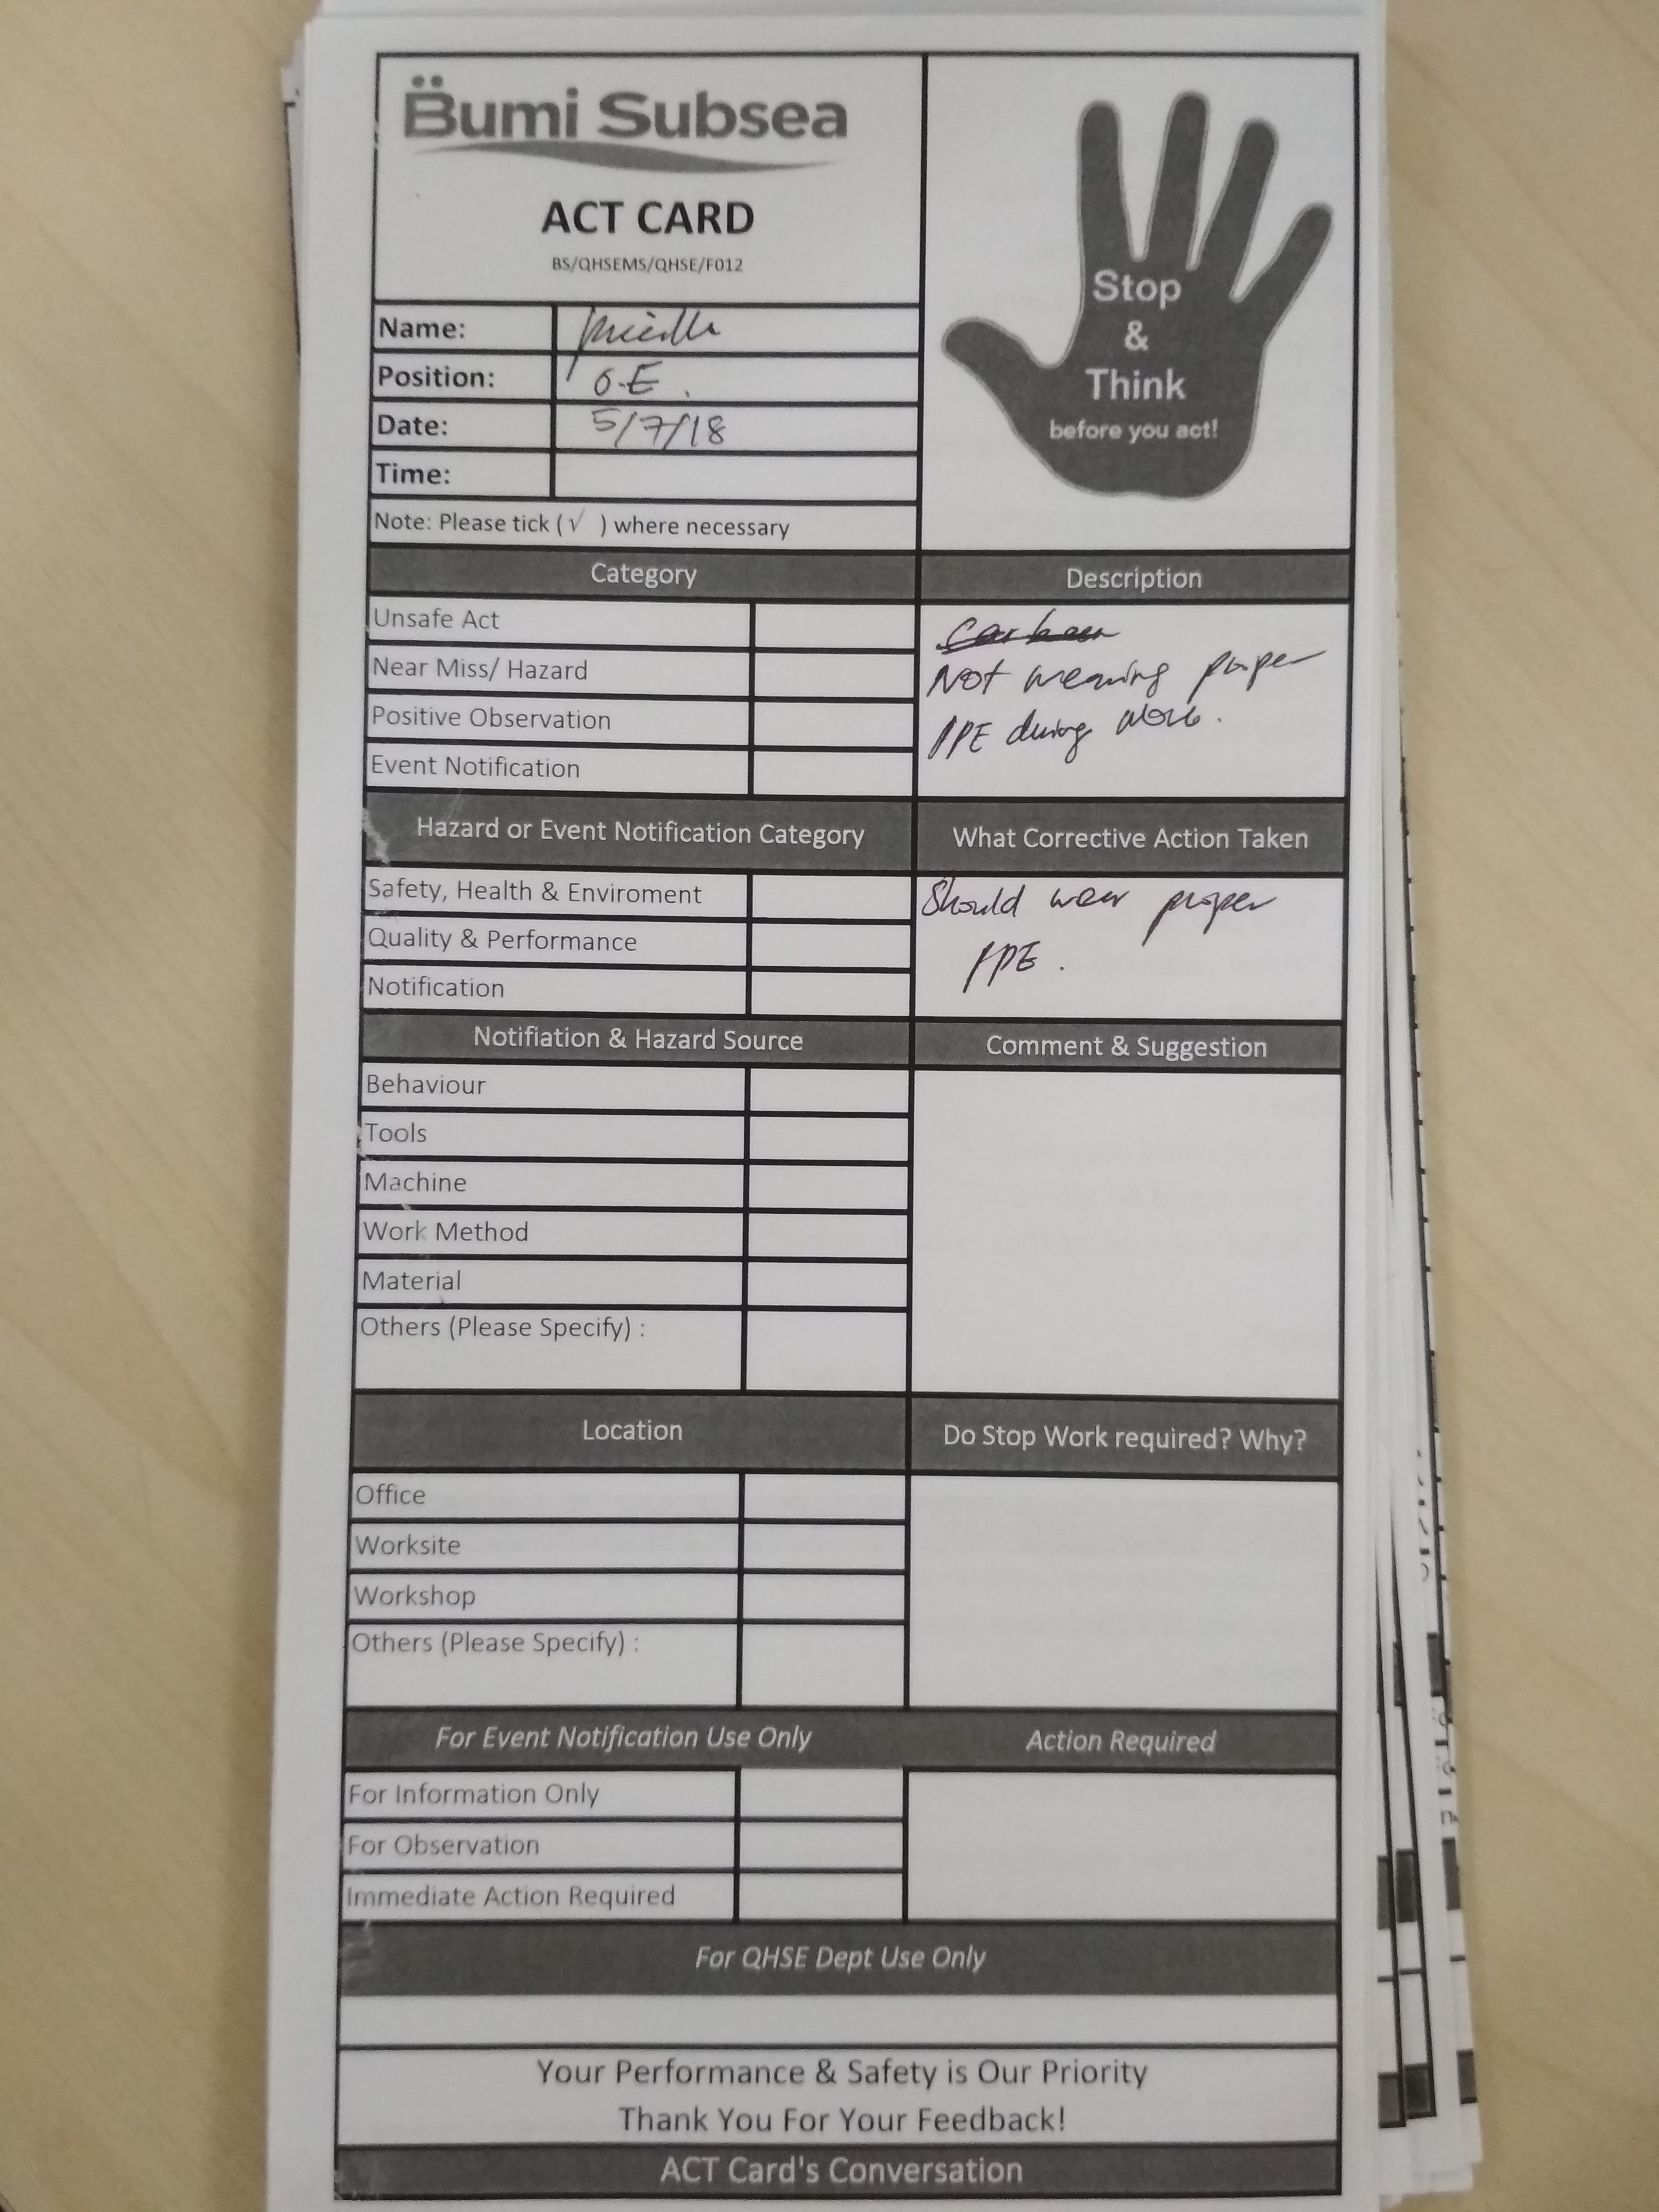 Bumi Subsea
ACT CARD
BS/QHSEMS/QHSE/F012
Stop
&
Think
before you act!
Name:
Position: O.E.
Date: 5/7/18
Time:
Note: Please tick (√ ) where necessary
Category
Description
Unsafe Act
Near Miss/ Hazard
Positive Observation
Event Notification
Not wearing proper
PPE during work.
Hazard or Event Notification Category
What Corrective Action Taken
Safety, Health & Enviroment
Quality & Performance
Notification
Should wear proper
PPE.
Notifiation & Hazard Source
Comment & Suggestion
Behaviour
Tools
Machine
Work Method
Material
Others (Please Specify) :
Location
Do Stop Work required? Why?
Office
Worksite
Workshop
Others (Please Specify) :
For Event Notification Use Only
Action Required
For Information Only
For Observation
Immediate Action Required
For QHSE Dept Use Only
Your Performance & Safety is Our Priority
Thank You For Your Feedback!
ACT Card's Conversation